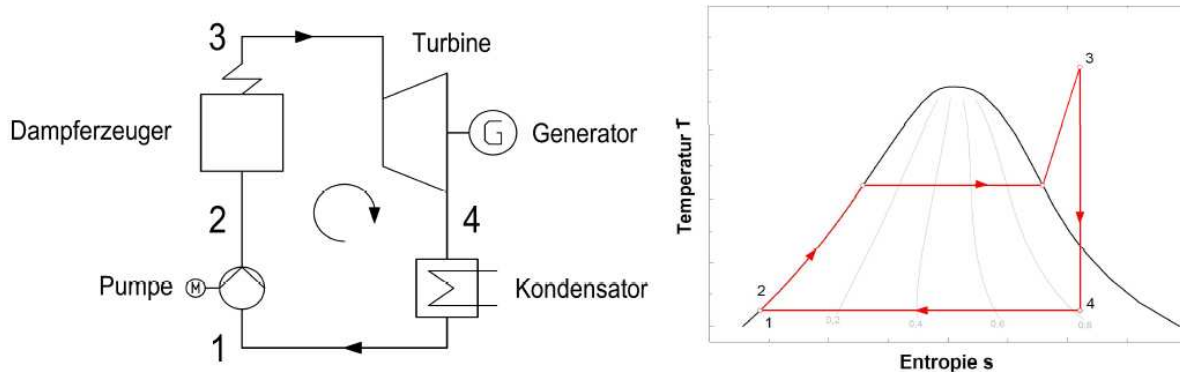 3
Turbine
Dampferzeuger
G
Generator
2
4
Pumpe
M
Kondensator
1
Temperatur T
3
2
1
4
0,2
0,4
0,6
0,8
Entropie s